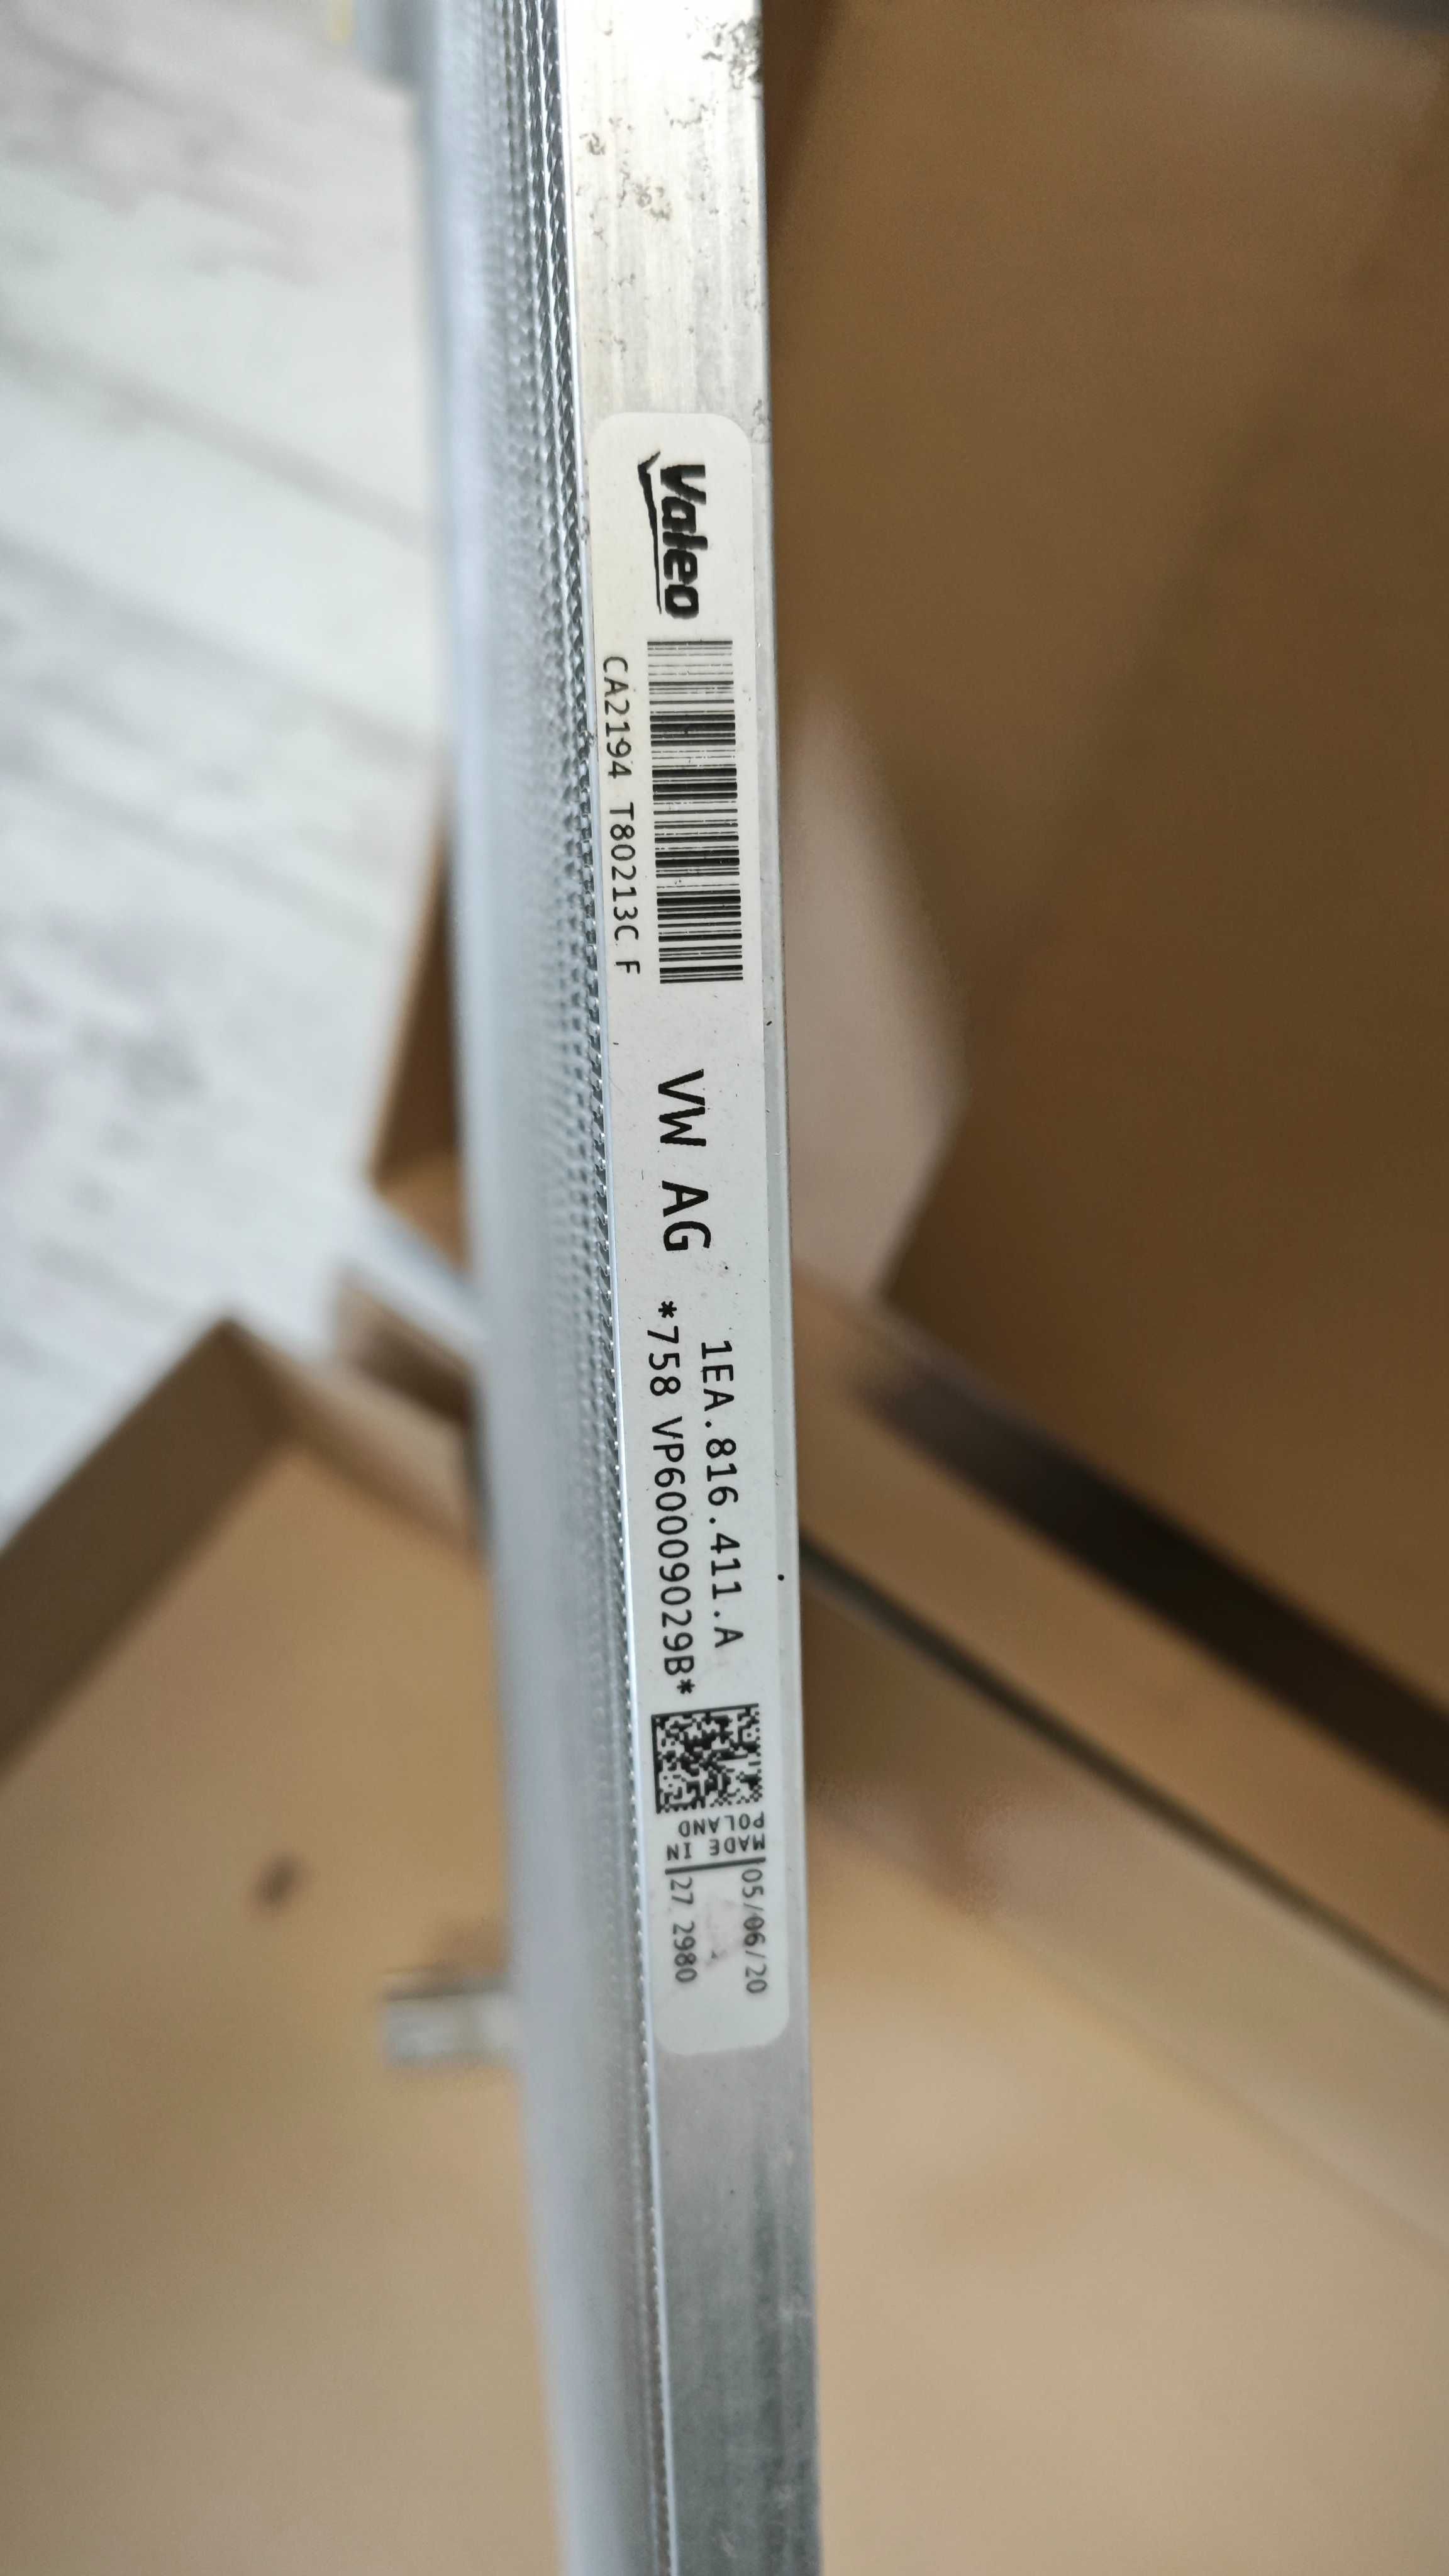 Valeo
CA2194 T80213C F
VW AG
1EA.816.411.A
*758 VP60009029B*
MADE IN
POLAND
05/06/20
27 2980